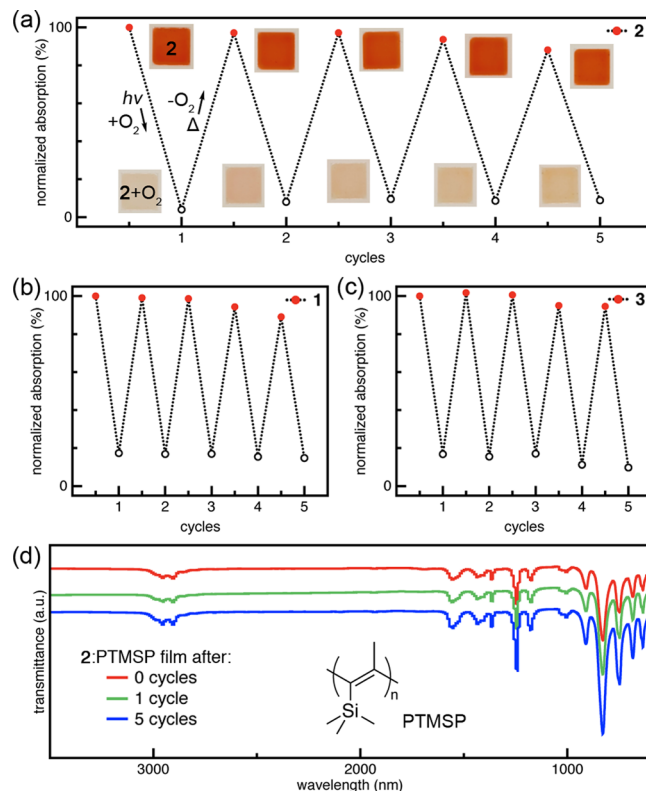 (a)
2
normalized absorption (%)
100
0
2
hν
+O2
-O2
Δ
2+O2
1 2 3 4 5
cycles
(b)
1
normalized absorption (%)
100
0
1 2 3 4 5
cycles
(c)
3
normalized absorption (%)
100
0
1 2 3 4 5
cycles
(d)
transmittance (a.u.)
2:PTMSP film after:
0 cycles
1 cycle
5 cycles
n
Si
PTMSP
3000 2000 1000
wavelength (nm)